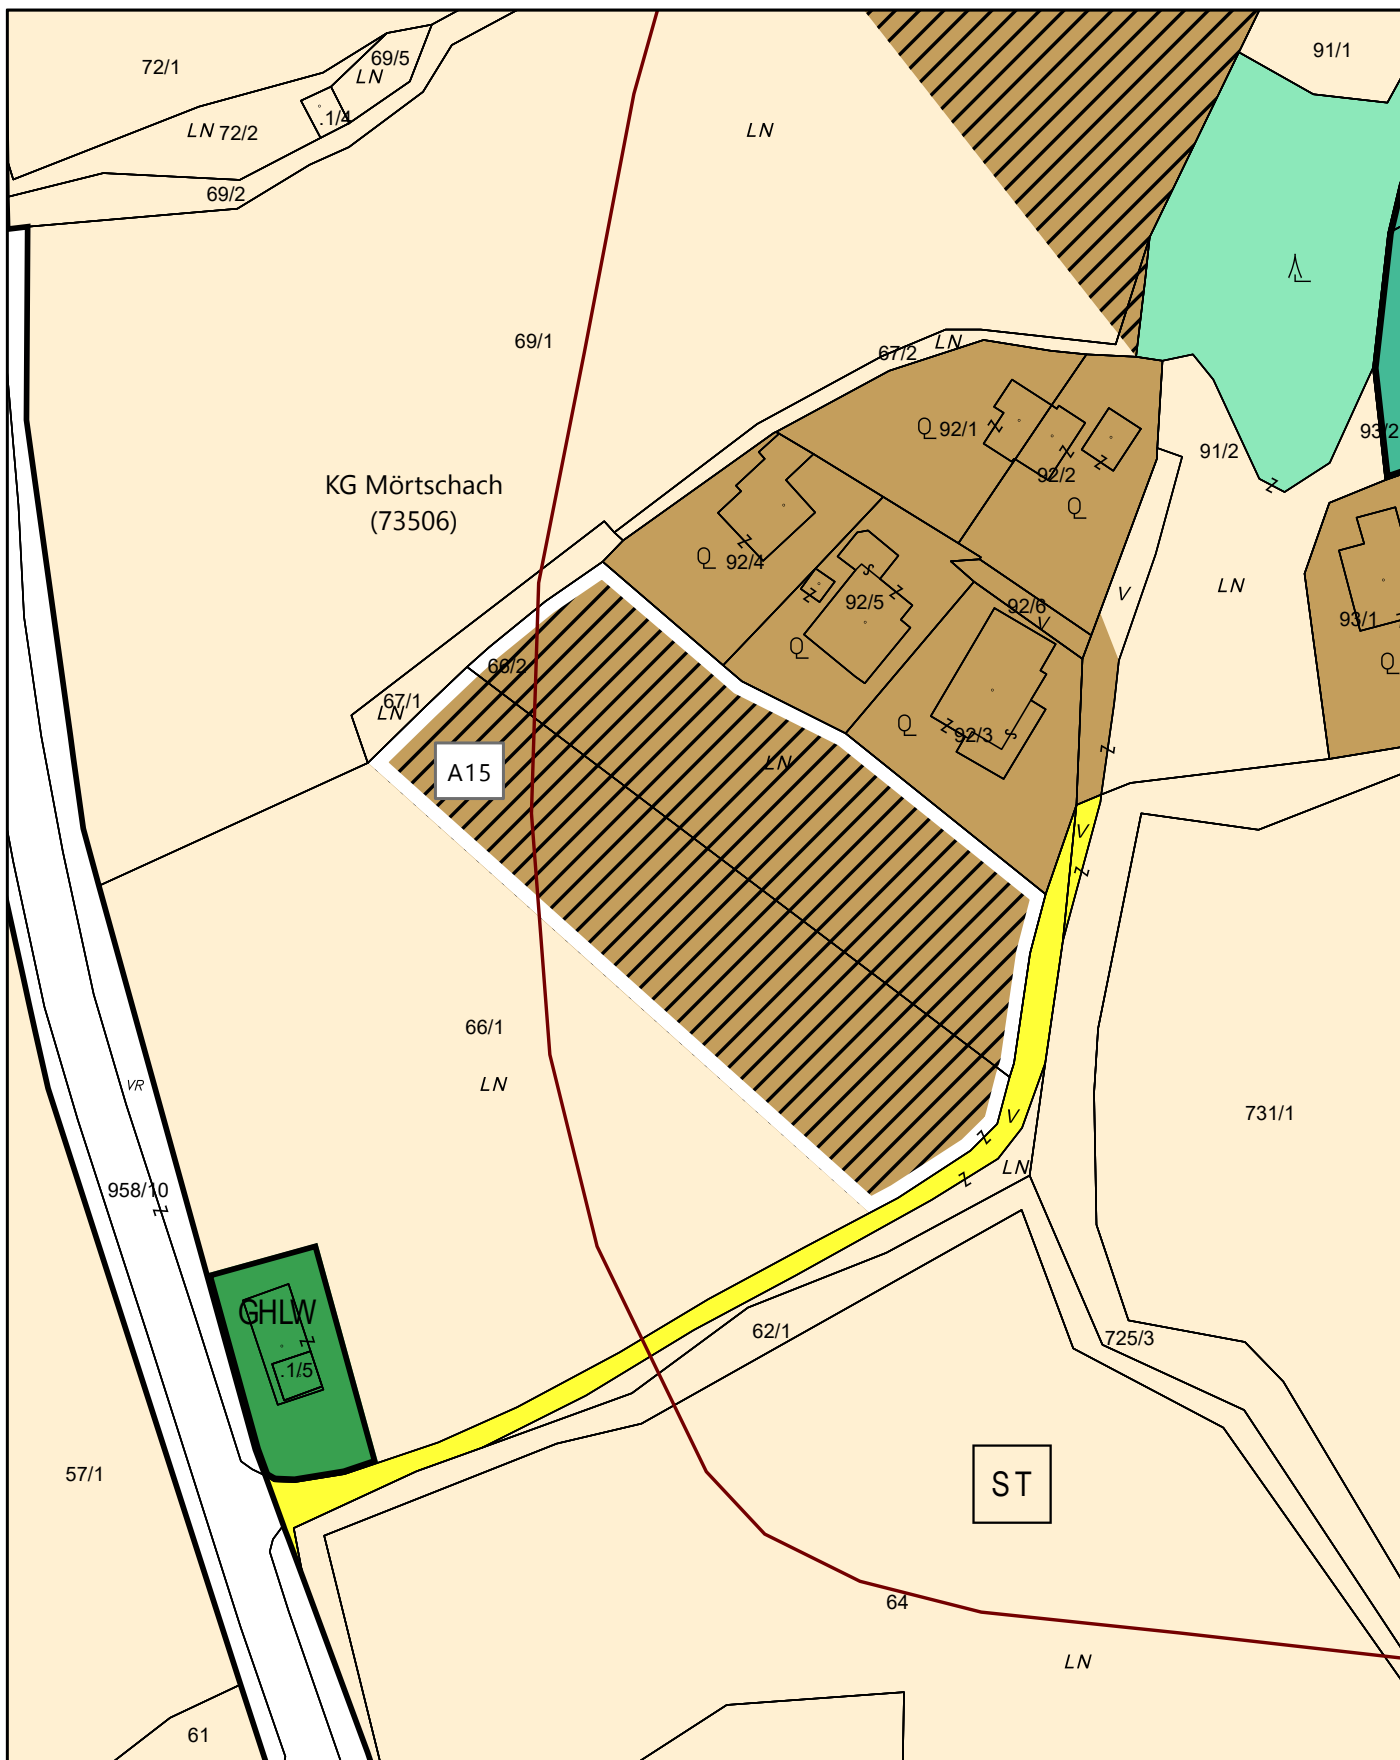 72/1
69/5
LN
.1/4
LN 72/2
69/2
LN
91/1
69/1
67/2
LN
KG Mörtschach
(73506)
92/1
92/2
91/2
93/2
92/4
92/5
92/6
V
V
LN
93/1
66/2
67/1
LN
A15
LN
92/3
V
66/1
LN
VR
731/1
V
LN
958/10
GHLW
.1/5
62/1
725/3
57/1
ST
64
LN
61